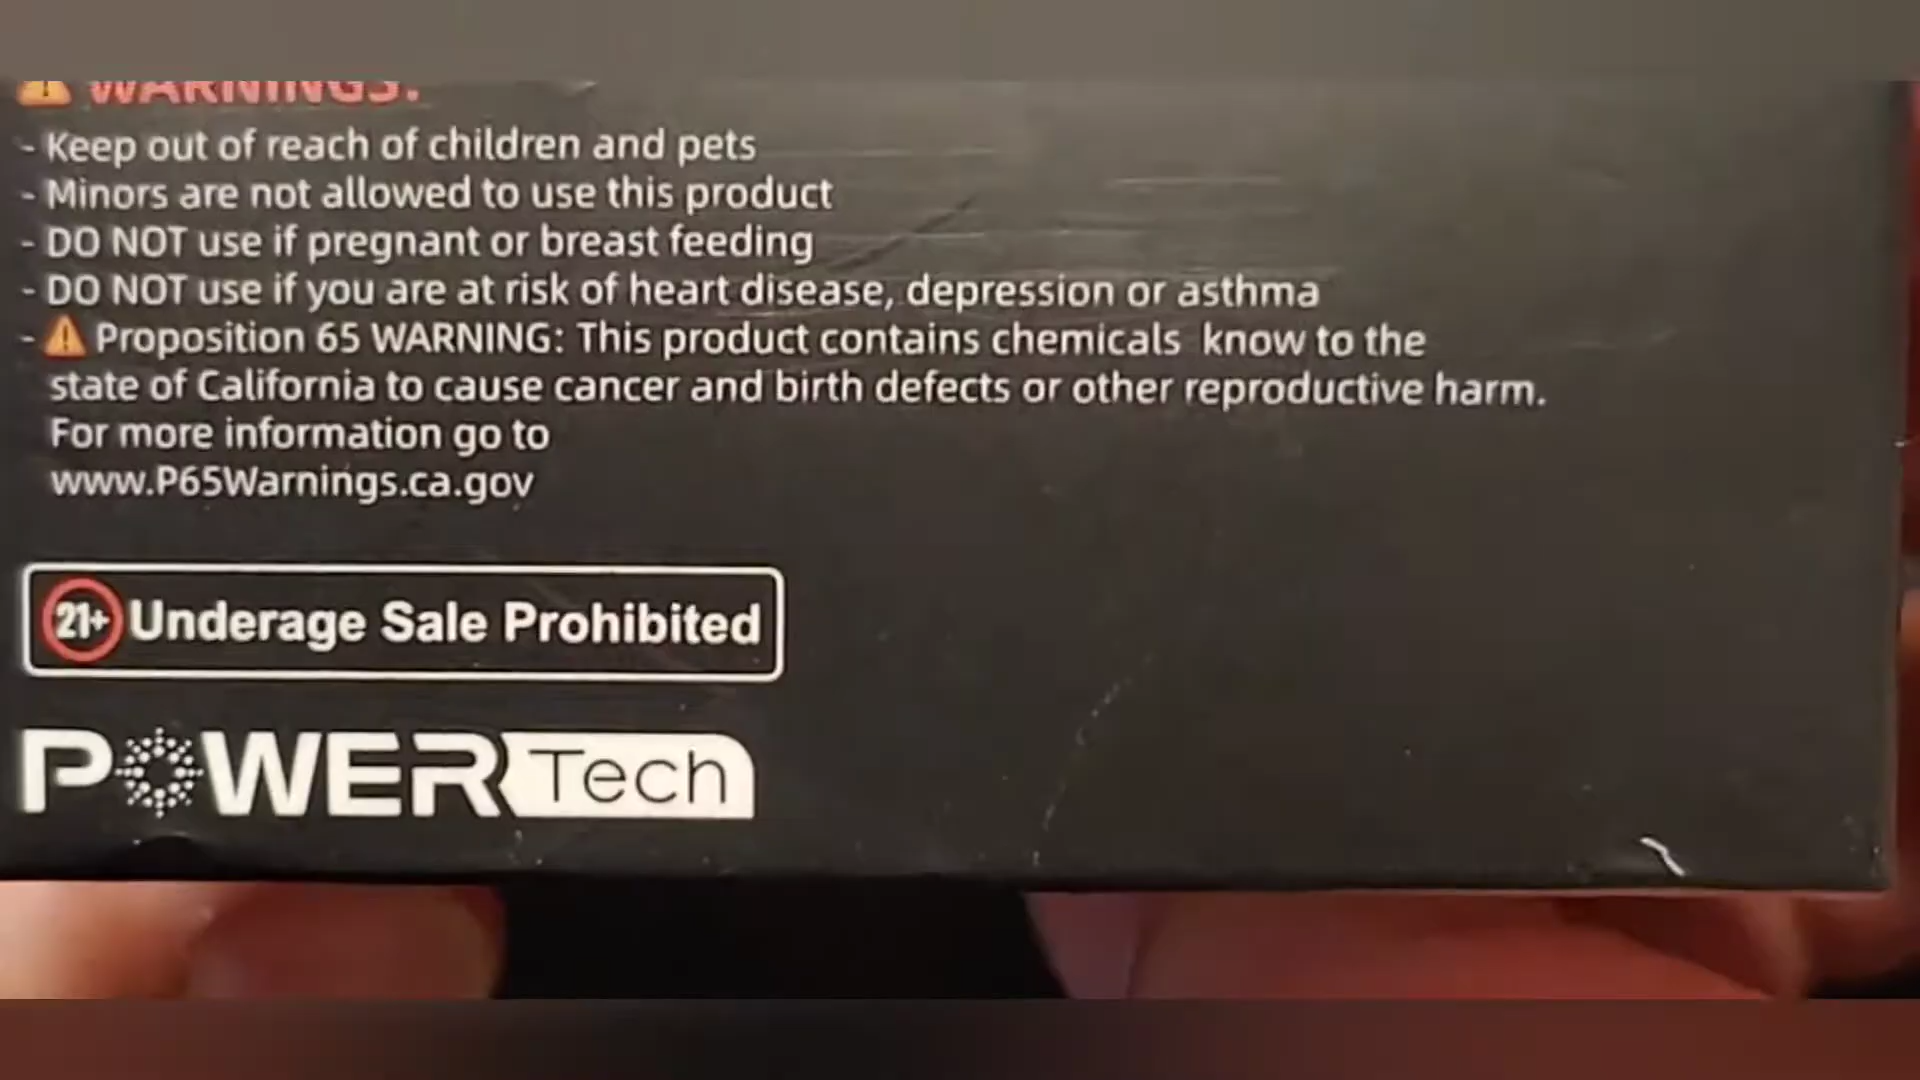 ⚠ WARNINGS:
- Keep out of reach of children and pets
- Minors are not allowed to use this product
- DO NOT use if pregnant or breast feeding
- DO NOT use if you are at risk of heart disease, depression or asthma
- ⚠ Proposition 65 WARNING: This product contains chemicals know to the
state of California to cause cancer and birth defects or other reproductive harm.
For more information go to
www.P65Warnings.ca.gov
21+ Underage Sale Prohibited
POWER Tech